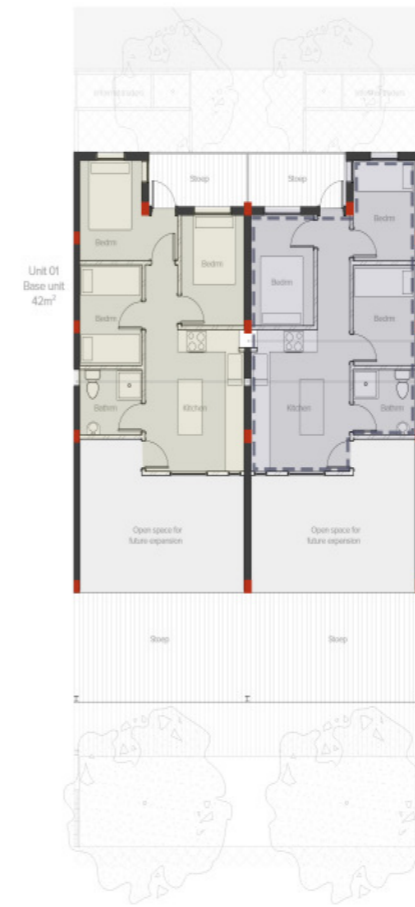 Stoep
Stoep
Bedrm
Bedrm
Bedrm
Bedrm
Unit 01
Base unit
42m²
Bedrm
Bedrm
Bathrm
Kitchen
Kitchen
Bathrm
Open space for
future expansion
Open space for
future expansion
Stoep
Stoep